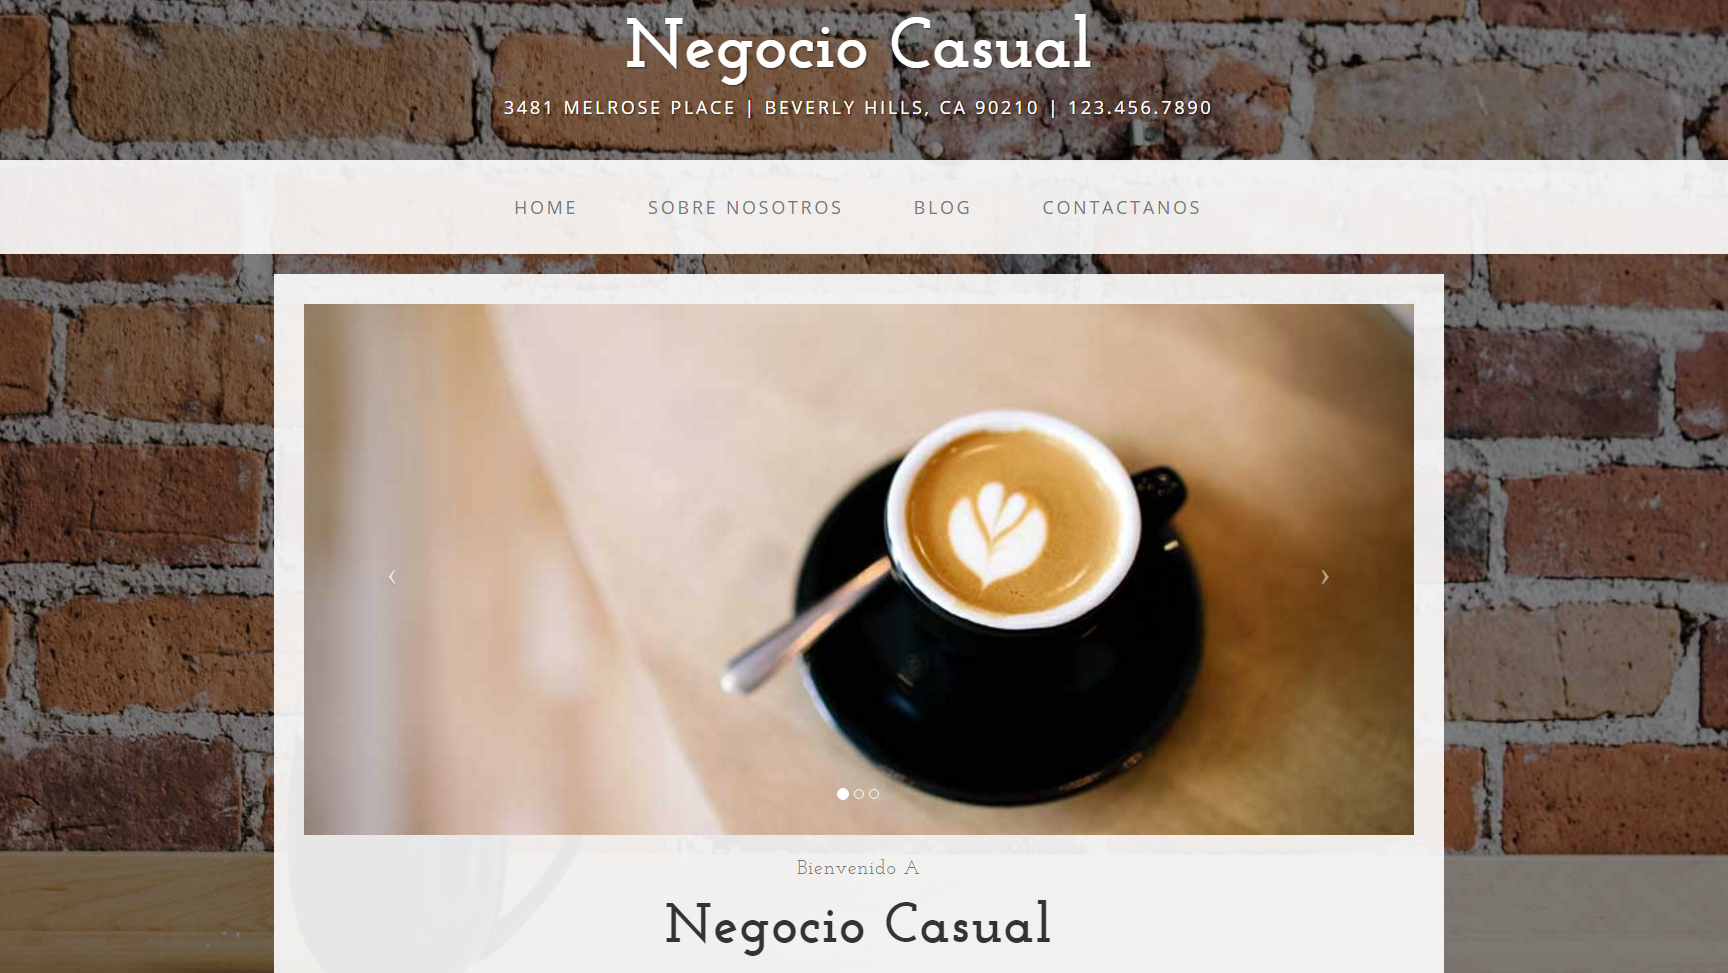 Negocio Casual
3481 MELROSE PLACE | BEVERLY HILLS, CA 90210 | 123.456.7890
HOME SOBRE NOSOTROS BLOG CONTACTANOS
Bienvenido A
Negocio Casual